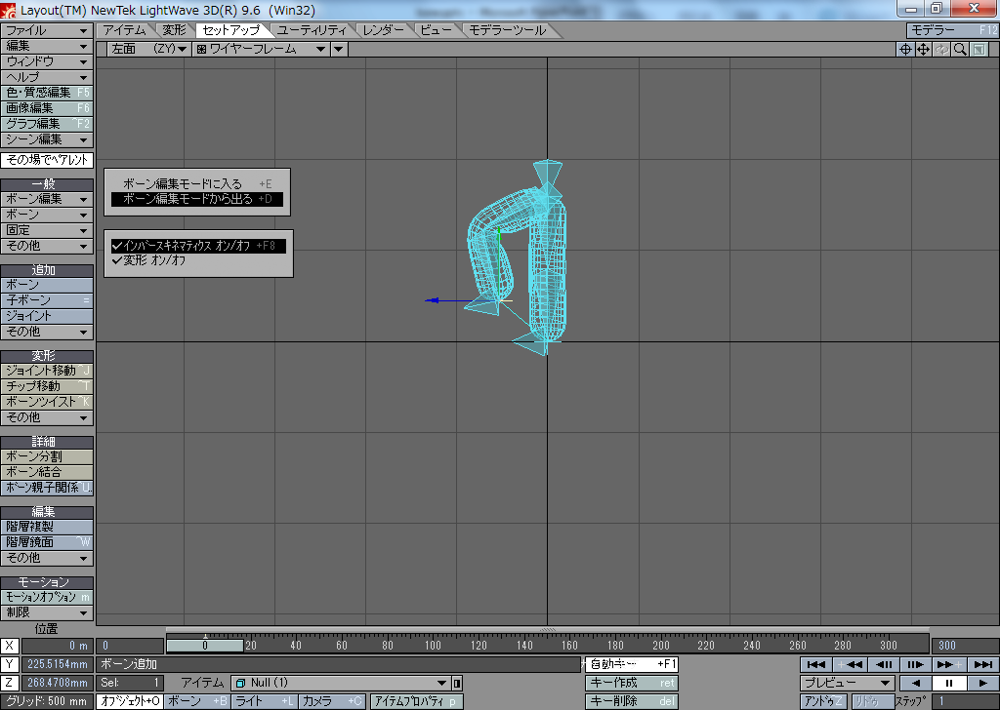 Layout(TM) NewTek LightWave 3D(R) 9.6 (Win32)
ファイル
アイテム 変形 セットアップ ユーティリティ レンダー ビュー モデラーツール
モデラー F12
編集
左面 (ZY) ワイヤーフレーム
ウィンドウ
ヘルプ
色・質感編集 F5
画像編集 F6
グラフ編集 ^F2
シーン編集
その場でペアレント
一般
ボーン編集
ボーン
固定
その他
ボーン編集モードに入る +E
ボーン編集モードから出る +D
インバースキネマティクス オン/オフ +F8
変形 オン/オフ
追加
ボーン
子ボーン =
ジョイント
その他
変形
ジョイント移動 ^J
チップ移動 ^T
ボーンツイスト ^K
その他
詳細
ボーン分割
ボーン結合
ボーン親子関係 U
編集
階層複製
階層鏡面 ^W
その他
モーション
モーションオプション m
制限
位置
X 0 m
0 0 20 40 60 80 100 120 140 160 180 200 220 240 260 280 300 300
Y 225.5154mm
ボーン追加
自動キー +F1
Z 268.4708mm
Sel: 1
アイテム Null (1)
キー作成 ret
プレビュー
グリッド: 500 mm
オブジェクト+O ボーン +B ライト +L カメラ +C アイテムプロパティ p
キー削除 del
アンドゥZ リドゥ ステップ 1